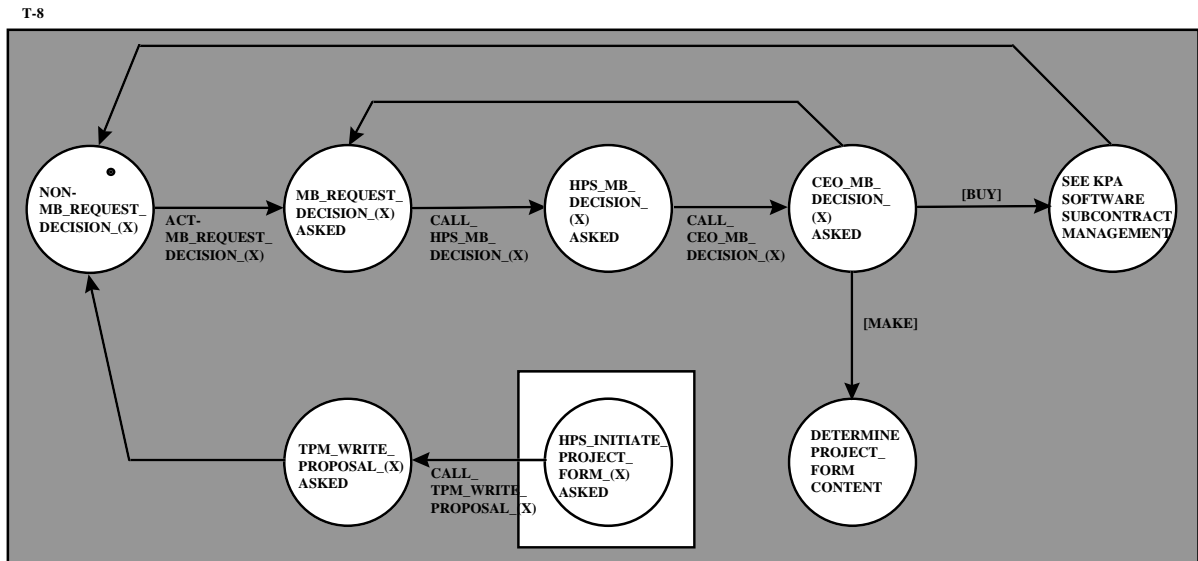 T-8
NON-
MB_REQUEST_
DECISION_(X)
ACT-
MB_REQUEST_
DECISION_(X)
MB_REQUEST_
DECISION_(X)
ASKED
CALL_
HPS_MB_
DECISION_(X)
HPS_MB_
DECISION_
(X)
ASKED
CALL_
CEO_MB_
DECISION_(X)
CEO_MB_
DECISION_
(X)
ASKED
[BUY]
SEE KPA
SOFTWARE
SUBCONTRACT
MANAGEMENT
[MAKE]
TPM_WRITE_
PROPOSAL_(X)
ASKED
CALL_
TPM_WRITE_
PROPOSAL_(X)
HPS_INITIATE_
PROJECT_
FORM_(X)
ASKED
DETERMINE
PROJECT_
FORM
CONTENT